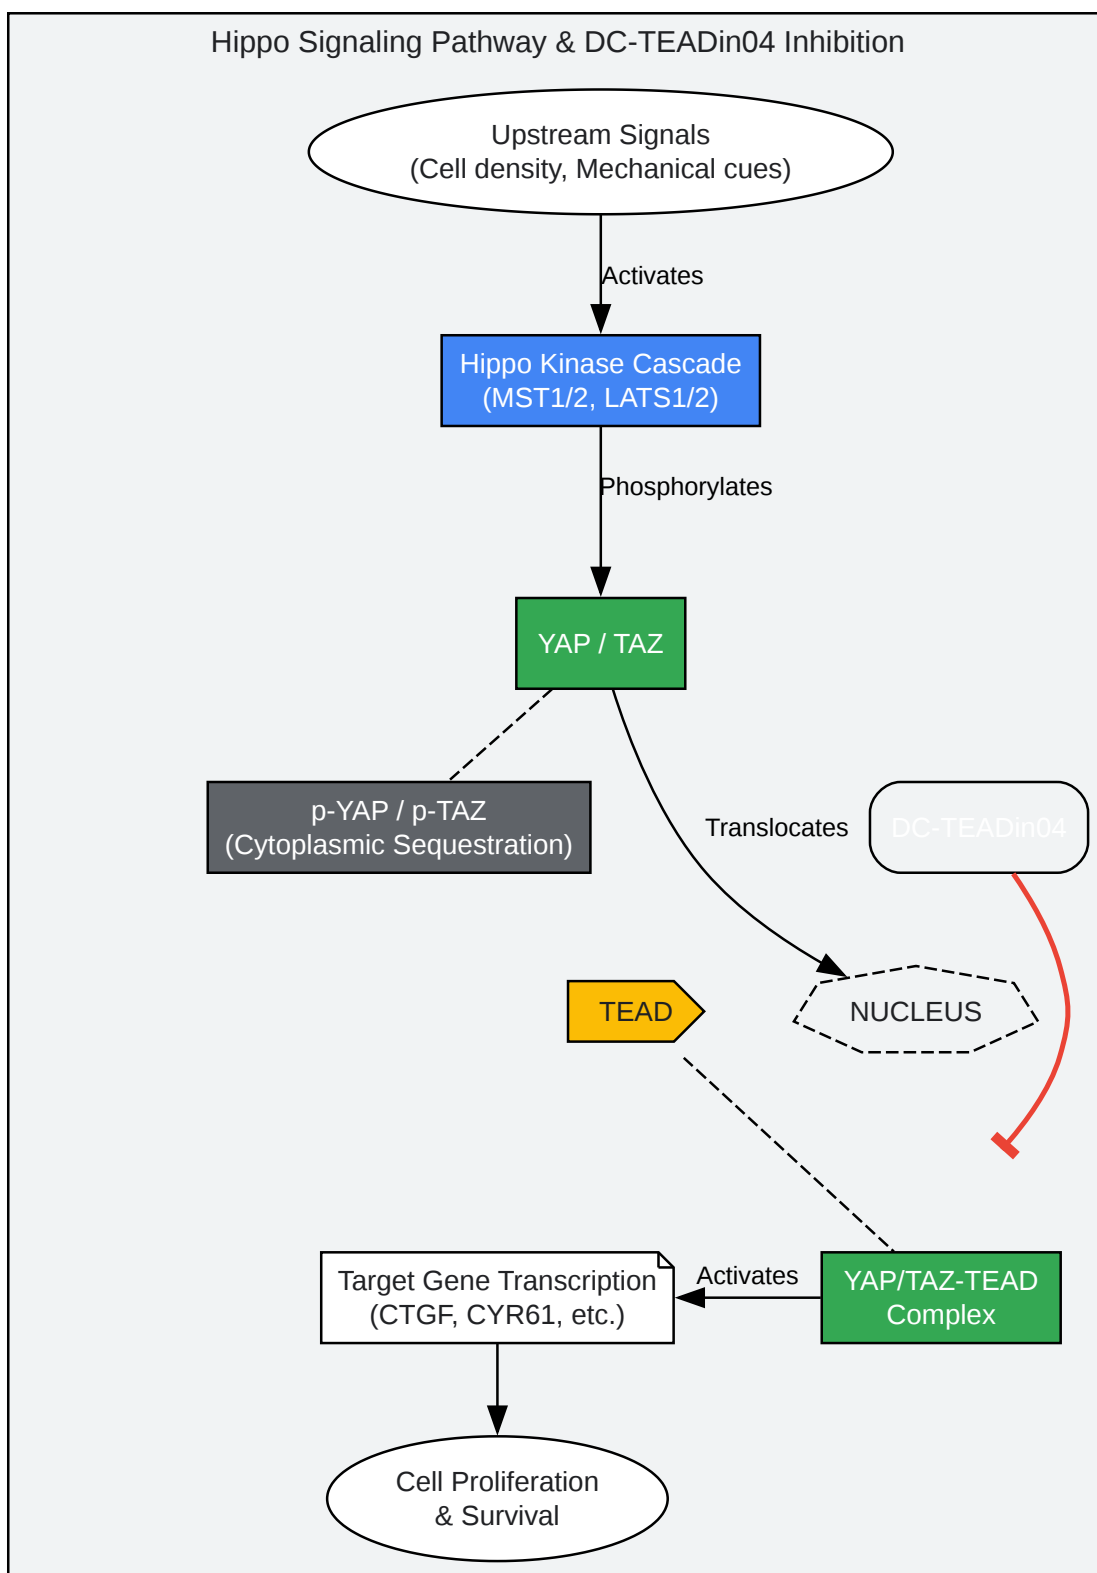 Hippo Signaling Pathway & DC-TEADin04 Inhibition
Upstream Signals
(Cell density, Mechanical cues)
Activates
Hippo Kinase Cascade
(MST1/2, LATS1/2)
Phosphorylates
YAP / TAZ
p-YAP / p-TAZ
(Cytoplasmic Sequestration)
Translocates
DC-TEADin04
TEAD
NUCLEUS
Target Gene Transcription
(CTGF, CYR61, etc.)
Activates
YAP/TAZ-TEAD
Complex
Cell Proliferation
& Survival